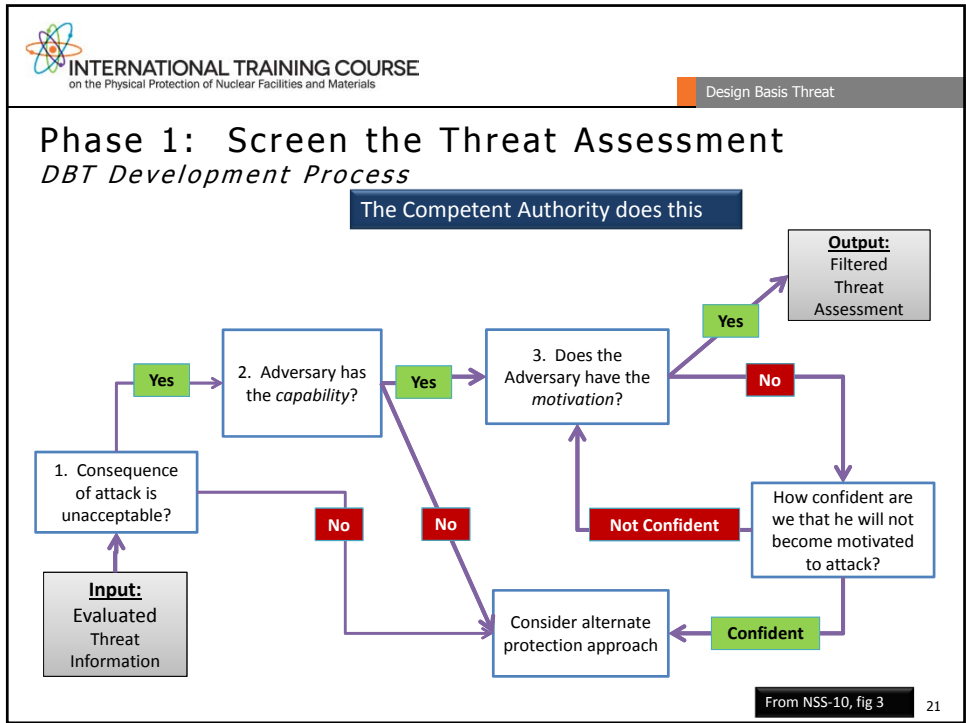 INTERNATIONAL TRAINING COURSE
on the Physical Protection of Nuclear Facilities and Materials
Design Basis Threat
Phase 1: Screen the Threat Assessment
DBT Development Process
The Competent Authority does this
Output:
Filtered
Threat
Assessment
Yes
3. Does the
Adversary have the
motivation?
2. Adversary has
the capability?
Yes
Yes
No
1. Consequence
of attack is
unacceptable?
How confident are
we that he will not
become motivated
to attack?
No
No
Not Confident
Input:
Evaluated
Threat
Information
Consider alternate
protection approach
Confident
From NSS-10, fig 3
21